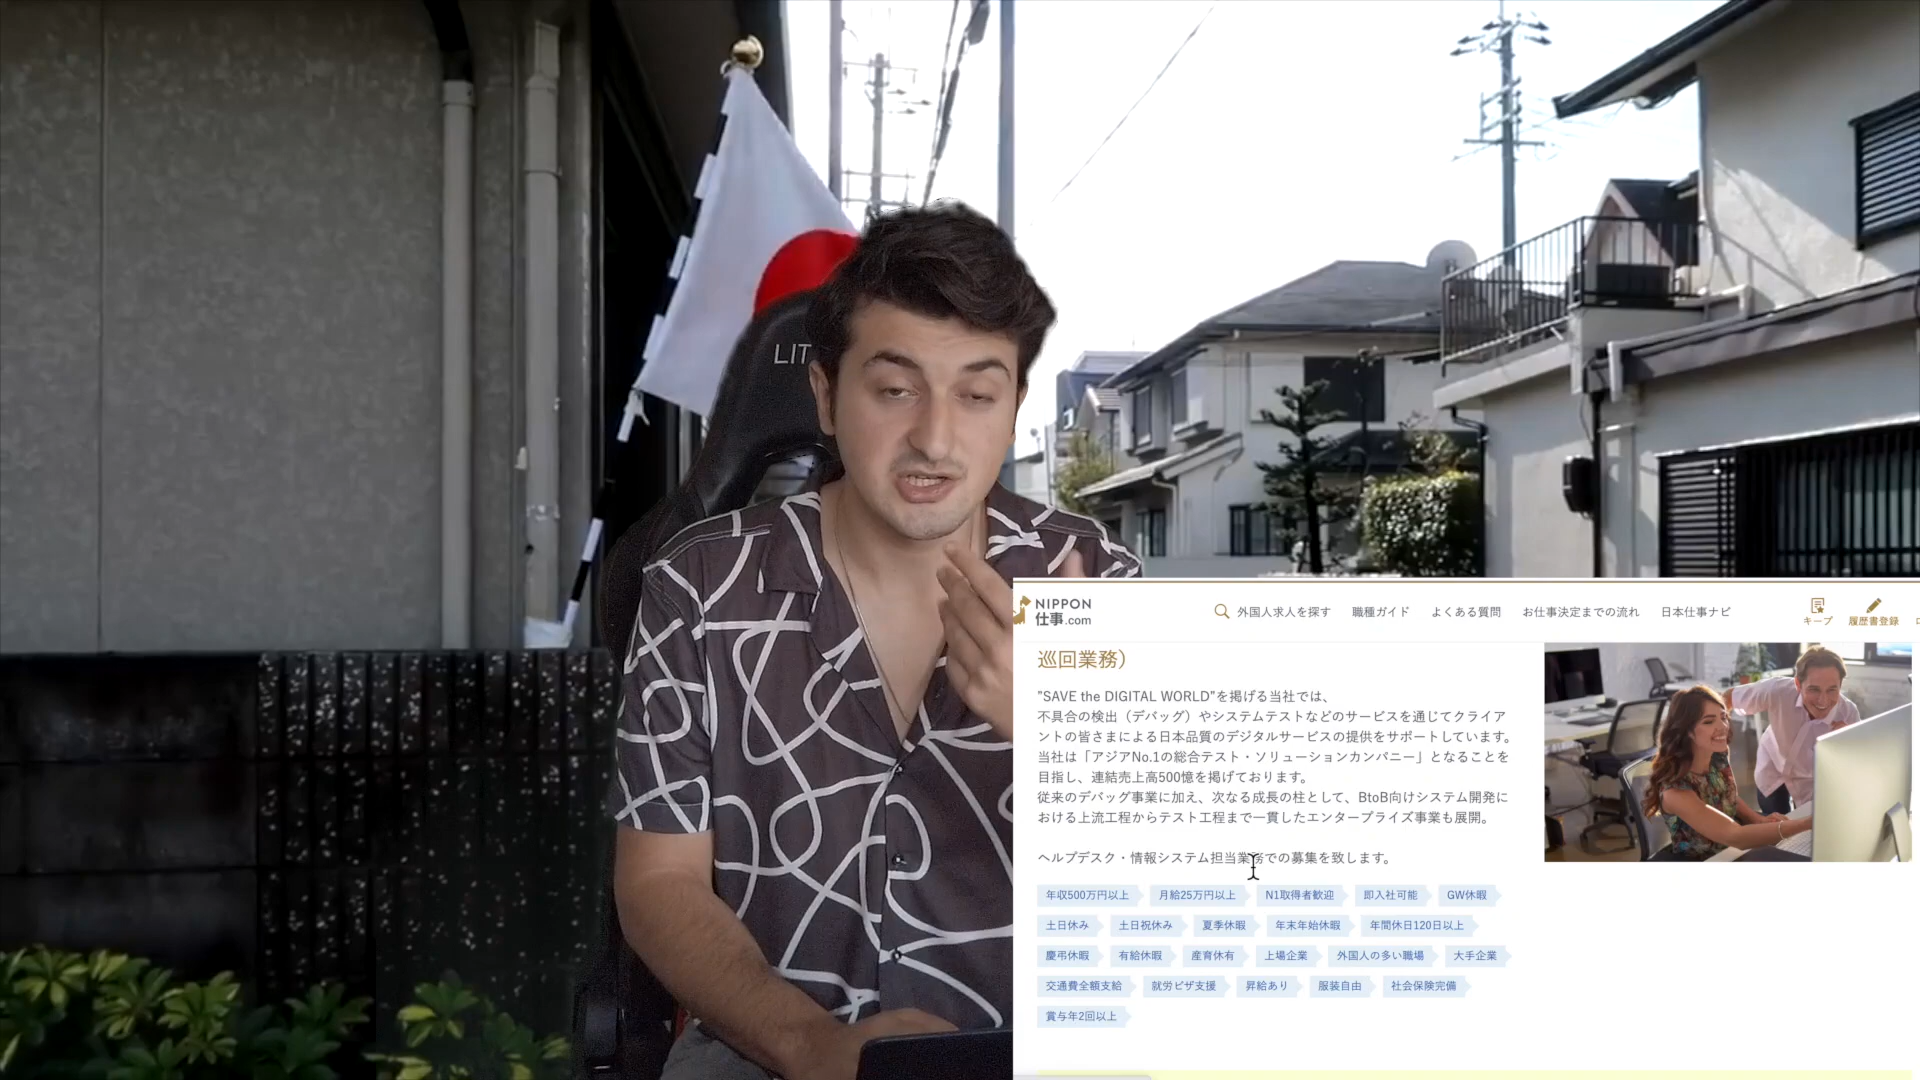 LIT
NIPPON
仕事.com
外国人求人を探す 職種ガイド よくある質問 お仕事決定までの流れ 日本仕事ナビ
キープ 履歴書登録
巡回業務）
"SAVE the DIGITAL WORLD"を掲げる当社では、
不具合の検出（デバッグ）やシステムテストなどのサービスを通じてクライア
ントの皆さまによる日本品質のデジタルサービスの提供をサポートしています。
当社は「アジアNo.1の総合テスト・ソリューションカンパニー」となることを
目指し、連結売上高500億を掲げております。
従来のデバッグ事業に加え、次なる成長の柱として、BtoB向けシステム開発に
おける上流工程からテスト工程まで一貫したエンタープライズ事業も展開。
ヘルプデスク・情報システム担当業務での募集を致します。
年収500万円以上 月給25万円以上 N1取得者歓迎 即入社可能 GW休暇
土日休み 土日祝休み 夏季休暇 年末年始休暇 年間休日120日以上
慶弔休暇 有給休暇 産育休有 上場企業 外国人の多い職場 大手企業
交通費全額支給 就労ビザ支援 昇給あり 服装自由 社会保険完備
賞与年2回以上